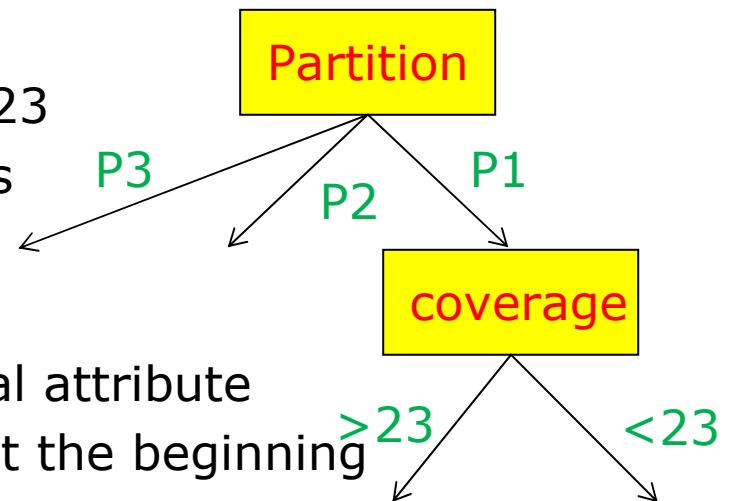 Partition
23
s
P3
P2
P1
coverage
al attribute
t the beginning
>23
<23